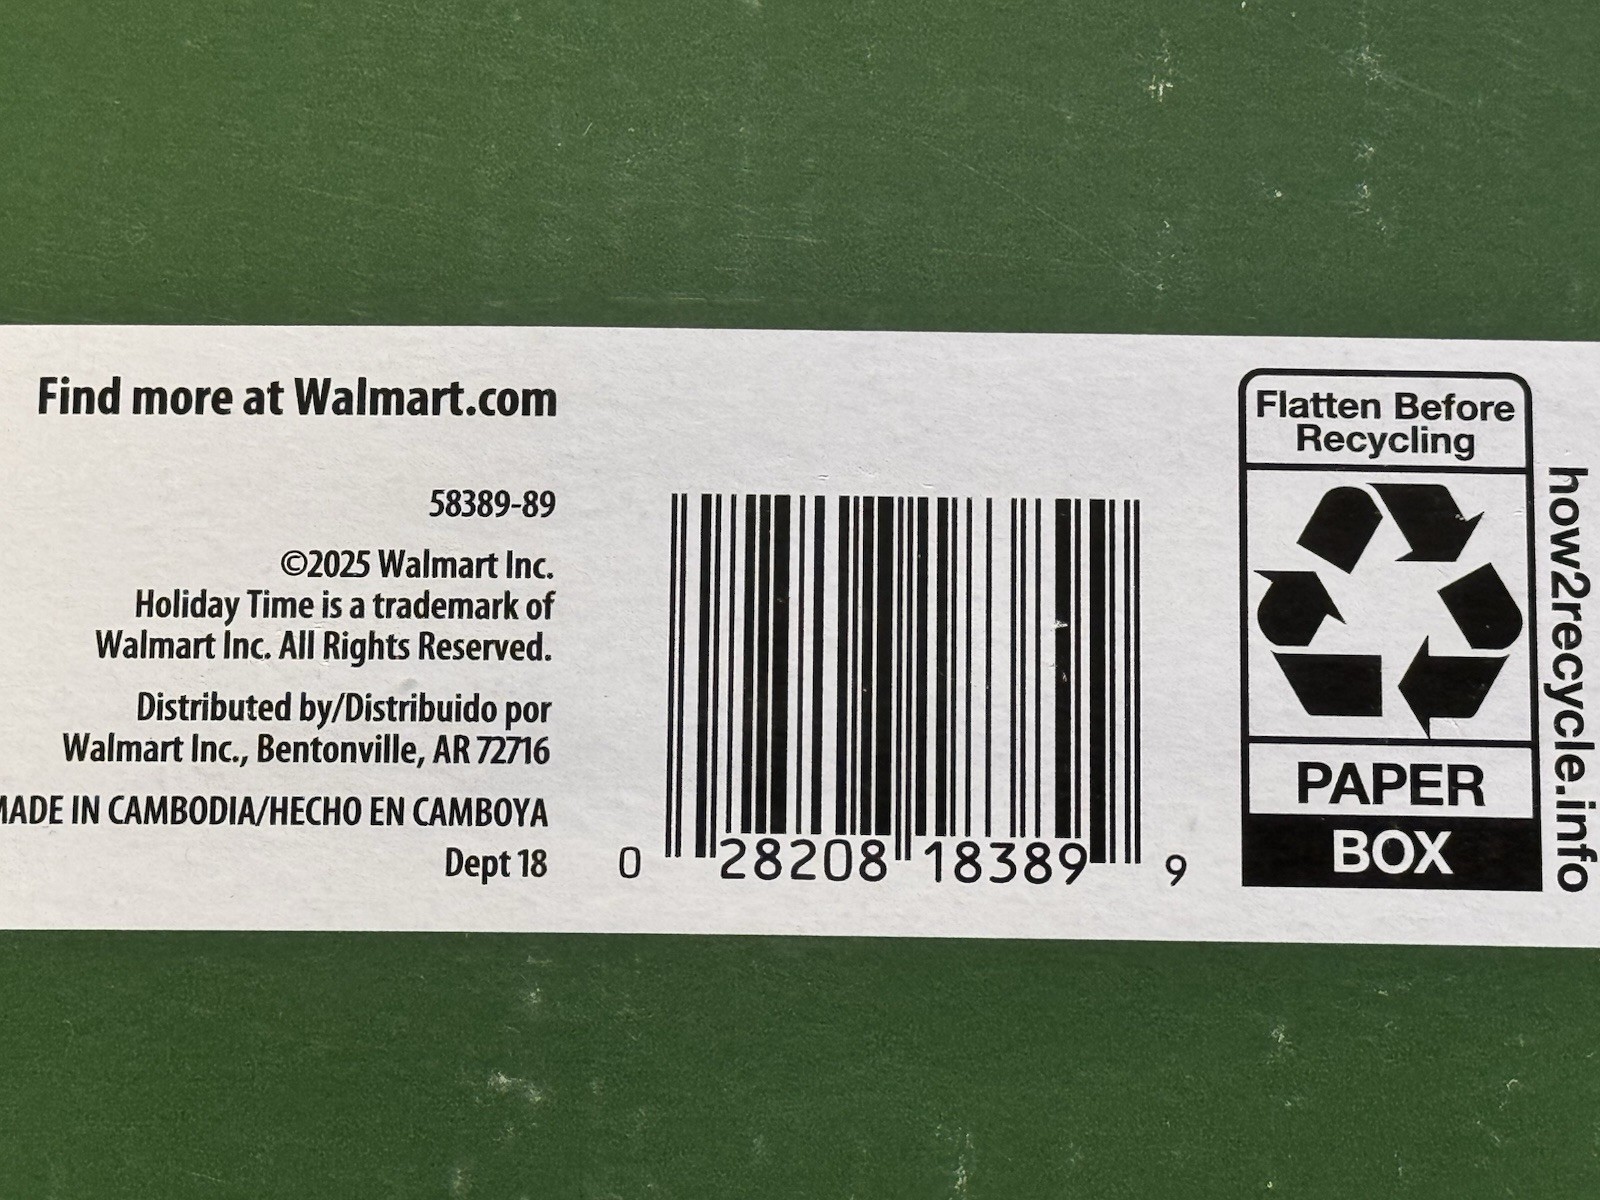 Find more at Walmart.com
58389-89
©2025 Walmart Inc.
Holiday Time is a trademark of
Walmart Inc. All Rights Reserved.
Distributed by/Distribuido por
Walmart Inc., Bentonville, AR 72716
MADE IN CAMBODIA/HECHO EN CAMBOYA
Dept 18
0 28208 18389 9
Flatten Before
Recycling
PAPER
BOX
how2recycle.info